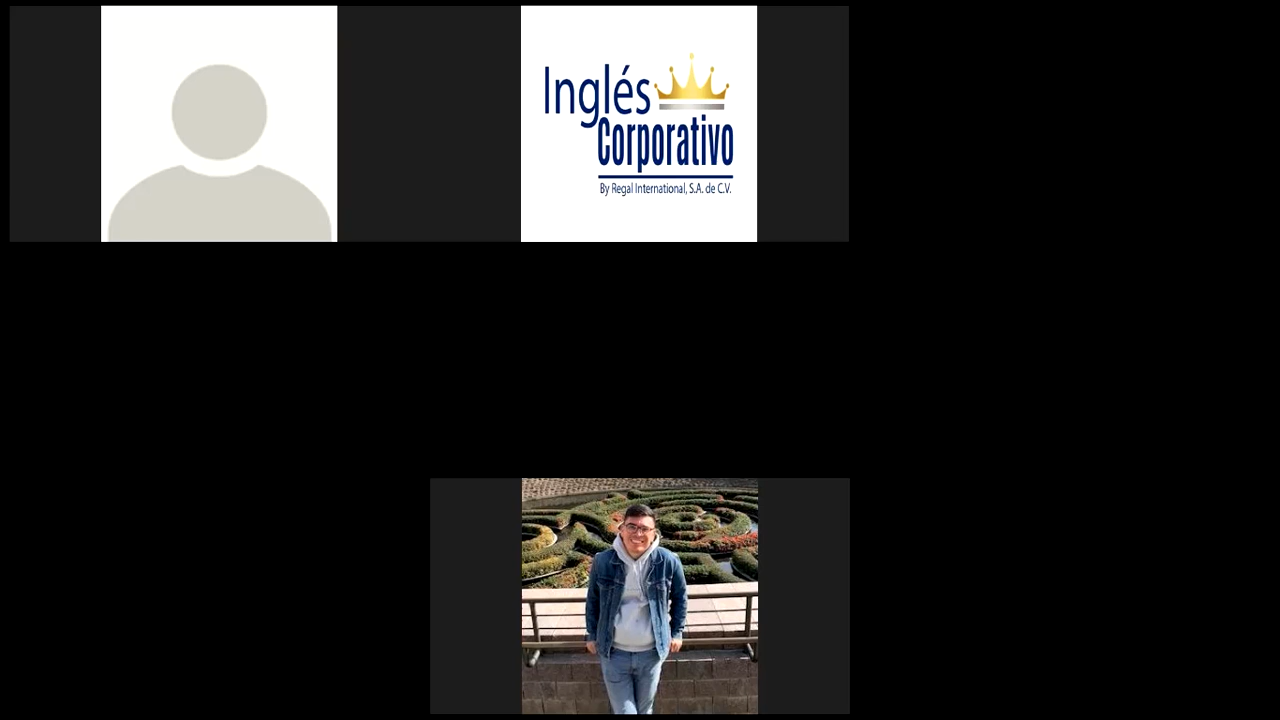 Inglés
Corporativo
By Regal International, S.A. de C.V.